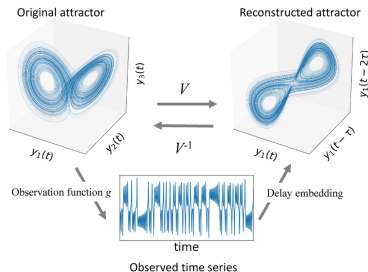 Original attractor
Reconstructed attractor
y₃(t)
y₁(t)
y₂(t)
V
V⁻¹
y₁(t − 2τ)
y₁(t)
y₁(t − τ)
Observation function g
Delay embedding
time
Observed time series